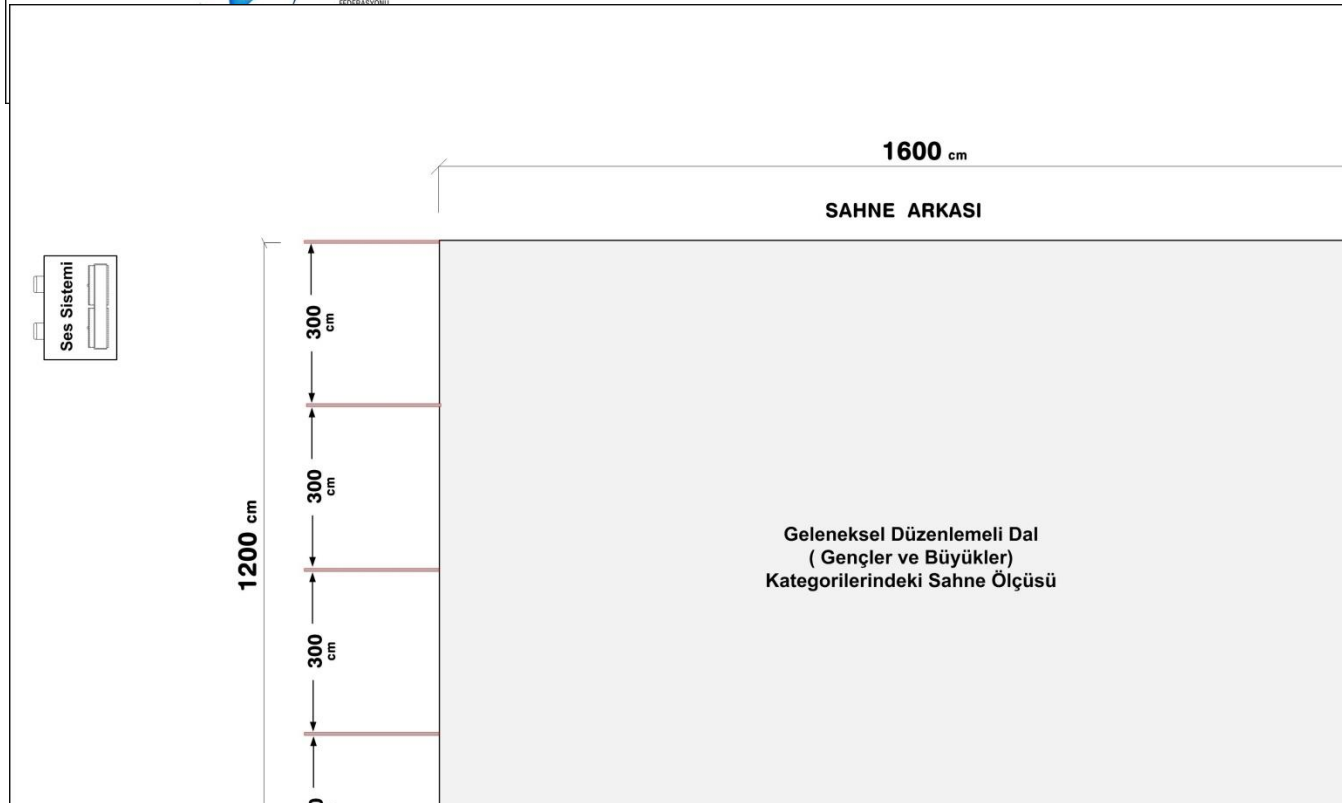 FEDERASYONU
1600 cm
SAHNE ARKASI
Ses Sistemi
300
cm
300
cm
1200 cm
Geleneksel Düzenlemeli Dal
( Gençler ve Büyükler)
Kategorilerindeki Sahne Ölçüsü
300
cm